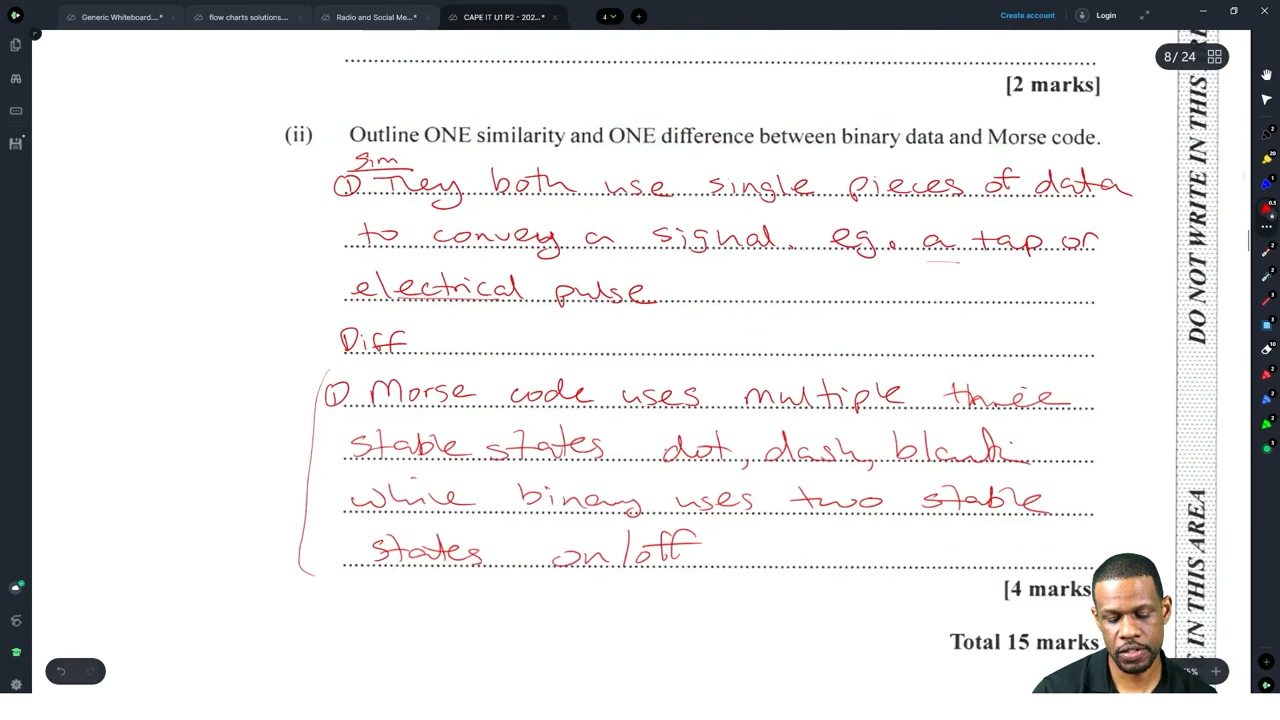 Generic Whiteboard....*
flow charts solutions....
Radio and Social Me...*
CAPE IT U1 P2 - 202...*
4
Create account
Login
8 / 24
[2 marks]
(ii) Outline ONE similarity and ONE difference between binary data and Morse code.
Sim
① They both use single pieces of data
to convey a signal. eg. a tap or
electrical pulse
Diff
① Morse code uses multiple three
stable states dot, dash, blank
while binary uses two stable
states on/off
[4 marks
Total 15 marks
DO NOT WRITE IN THIS AREA
IN THIS AREA